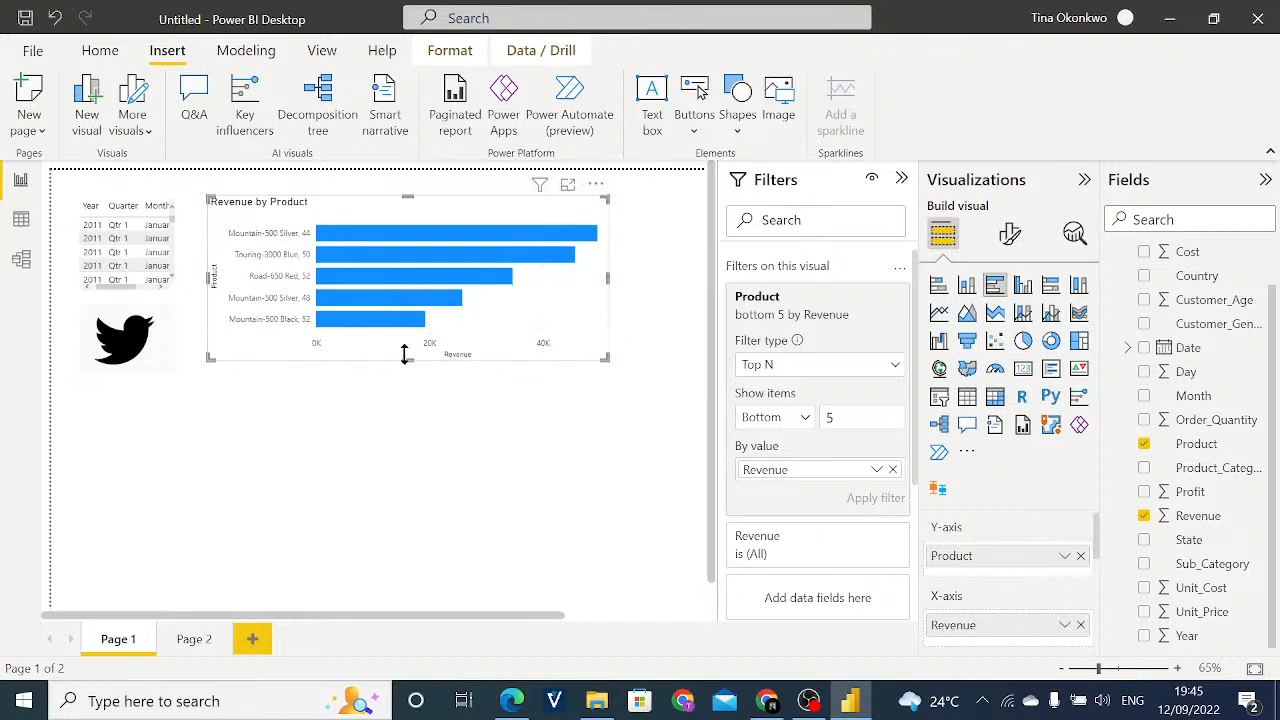 Untitled - Power BI Desktop
Search
Tina Okonkwo
File
Home
Insert
Modeling
View
Help
Format
Data / Drill
New page
New visual
More visuals
Q&A
Key influencers
Decomposition tree
Smart narrative
Paginated report
Power Apps
Power Automate (preview)
Text box
Buttons
Shapes
Image
Add a sparkline
Pages
Visuals
AI visuals
Power Platform
Elements
Sparklines
Year Quarter Month
2011 Qtr 1 Januar
2011 Qtr 1 Januar
2011 Qtr 1 Januar
2011 Qtr 1 Januar
2011 Qtr 1 Januar
Revenue by Product
Product
Mountain-500 Silver, 44
Touring-3000 Blue, 50
Road-650 Red, 52
Mountain-500 Silver, 48
Mountain-500 Black, 52
0K 20K 40K
Revenue
Filters
Search
Filters on this visual
Product
bottom 5 by Revenue
Filter type
Top N
Show items
Bottom 5
By value
Revenue
Apply filter
Revenue
is (All)
Add data fields here
Visualizations
Build visual
R
Py
123
Y-axis
Product
X-axis
Revenue
Fields
Search
Cost
Country
Customer_Age
Customer_Gen...
Date
Day
Month
Order_Quantity
Product
Product_Categ...
Profit
Revenue
State
Sub_Category
Unit_Cost
Unit_Price
Year
Page 1
Page 2
Page 1 of 2
65%
Type here to search
24°C
ENG
19:45
12/09/2022
2